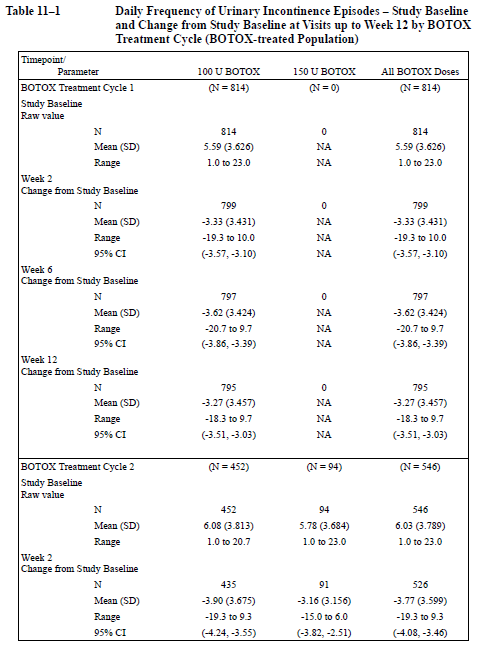 Table 11–1 Daily Frequency of Urinary Incontinence Episodes – Study Baseline
and Change from Study Baseline at Visits up to Week 12 by BOTOX
Treatment Cycle (BOTOX-treated Population)
Timepoint/
Parameter 100 U BOTOX 150 U BOTOX All BOTOX Doses
BOTOX Treatment Cycle 1 (N = 814) (N = 0) (N = 814)
Study Baseline
Raw value
N 814 0 814
Mean (SD) 5.59 (3.626) NA 5.59 (3.626)
Range 1.0 to 23.0 NA 1.0 to 23.0
Week 2
Change from Study Baseline
N 799 0 799
Mean (SD) -3.33 (3.431) NA -3.33 (3.431)
Range -19.3 to 10.0 NA -19.3 to 10.0
95% CI (-3.57, -3.10) NA (-3.57, -3.10)
Week 6
Change from Study Baseline
N 797 0 797
Mean (SD) -3.62 (3.424) NA -3.62 (3.424)
Range -20.7 to 9.7 NA -20.7 to 9.7
95% CI (-3.86, -3.39) NA (-3.86, -3.39)
Week 12
Change from Study Baseline
N 795 0 795
Mean (SD) -3.27 (3.457) NA -3.27 (3.457)
Range -18.3 to 9.7 NA -18.3 to 9.7
95% CI (-3.51, -3.03) NA (-3.51, -3.03)
BOTOX Treatment Cycle 2 (N = 452) (N = 94) (N = 546)
Study Baseline
Raw value
N 452 94 546
Mean (SD) 6.08 (3.813) 5.78 (3.684) 6.03 (3.789)
Range 1.0 to 20.7 1.0 to 23.0 1.0 to 23.0
Week 2
Change from Study Baseline
N 435 91 526
Mean (SD) -3.90 (3.675) -3.16 (3.156) -3.77 (3.599)
Range -19.3 to 9.3 -15.0 to 6.0 -19.3 to 9.3
95% CI (-4.24, -3.55) (-3.82, -2.51) (-4.08, -3.46)